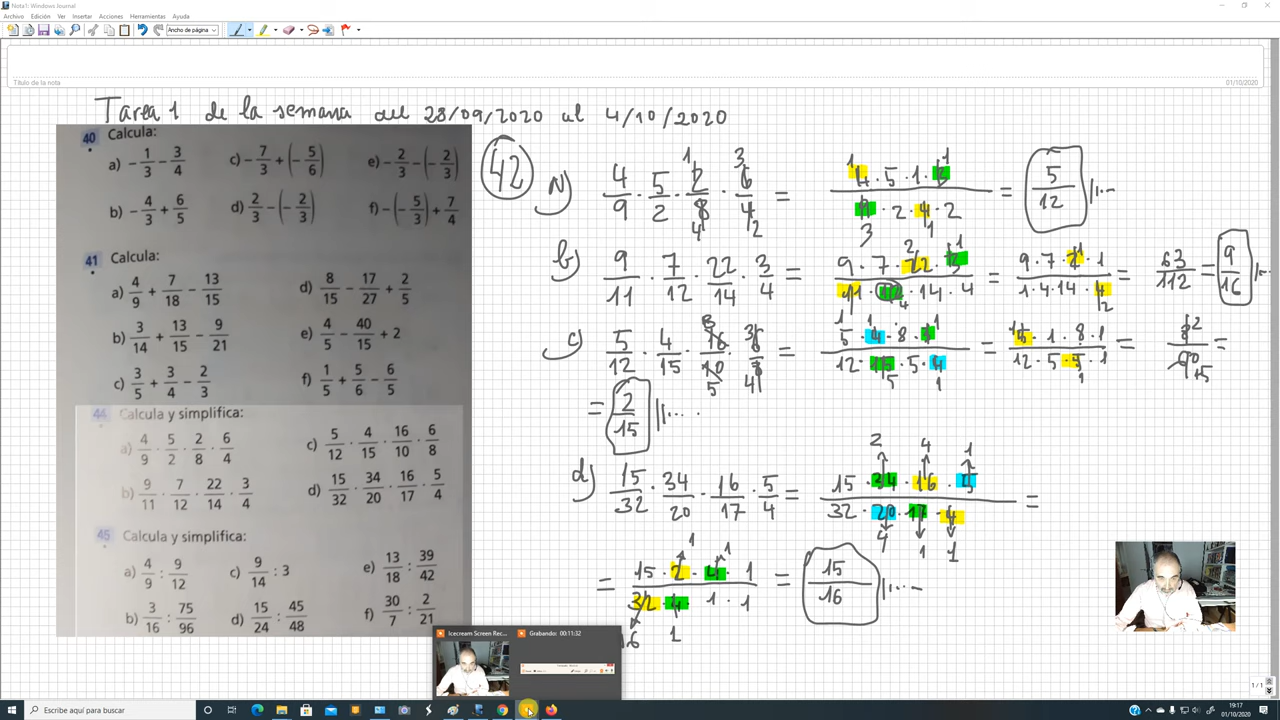 Nota1: Windows Journal
Archivo Edición Ver Insertar Acciones Herramientas Ayuda
Ancho de página
Título de la nota
01/10/2020
Tarea 1 de la semana del 28/09/2020 al 4/10/2020
40 Calcula:
a) -1/3 - 3/4 c) -7/3 + (-5/6) e) -2/3 - (-2/3)
b) -4/3 + 6/5 d) 2/3 - (-2/3) f) -(-5/3) + 7/4
41 Calcula:
a) 4/9 + 7/18 - 13/15 d) 8/15 - 17/27 + 2/5
b) 3/14 + 13/15 - 9/21 e) 4/5 - 40/15 + 2
c) 3/5 + 3/4 - 2/3 f) 1/5 + 5/6 - 6/5
44 Calcula y simplifica:
a) 4/9 · 5/2 · 2/8 · 6/4 c) 5/12 · 4/15 · 16/10 · 6/8
b) 9/11 · 7/12 · 22/14 · 3/4 d) 15/32 · 34/20 · 16/17 · 5/4
45 Calcula y simplifica:
a) 4/9 : 9/12 c) 9/14 : 3 e) 13/18 : 39/42
b) 3/16 : 75/96 d) 15/24 : 45/48 f) 30/7 : 2/21
42
4/9 · 5/2 · 2/8 · 6/4 = = 5/12
b) 9/11 · 7/12 · 22/14 · 3/4 = = = 63/112 = 9/16
c) 5/12 · 4/15 · 16/10 · =
= 2/15
d) 15/32 · 34/20 · 16/17 · 5/4 = =
= = 15/16
Icecream Screen Rec... Grabando: 00:11:32
1/1
Escribe aquí para buscar
19:17
01/10/2020